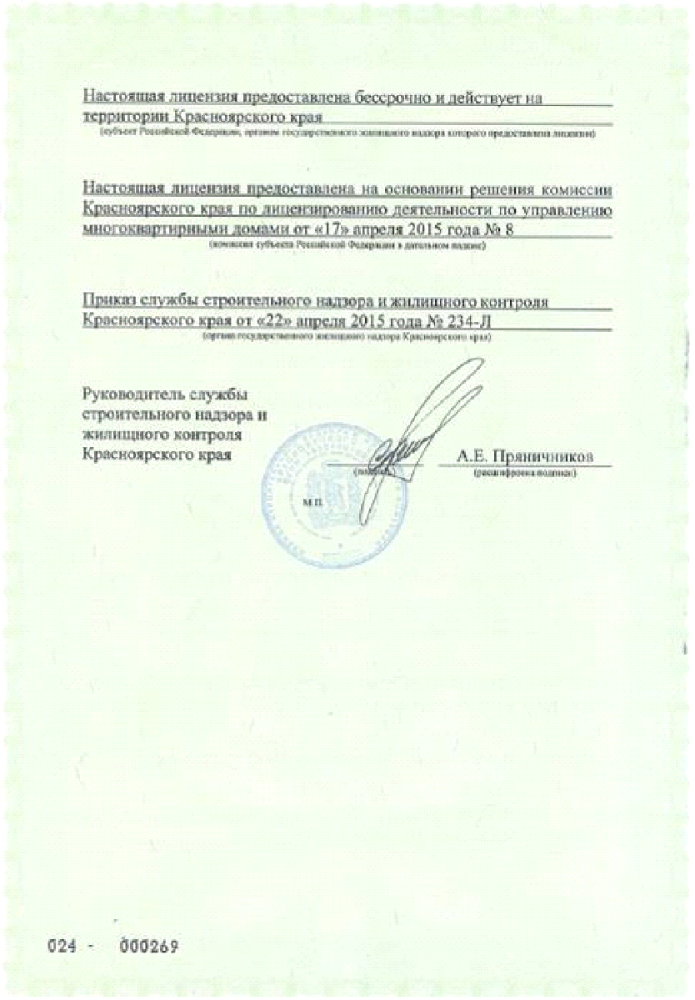 Настоящая лицензия предоставлена бессрочно и действует на
территории Красноярского края
(субъект Российской Федерации, органом государственного жилищного надзора которого предоставлена лицензия)
Настоящая лицензия предоставлена на основании решения комиссии
Красноярского края по лицензированию деятельности по управлению
многоквартирными домами от «17» апреля 2015 года № 8
(комиссия субъекта Российской Федерации в дательном падеже)
Приказ службы строительного надзора и жилищного контроля
Красноярского края от «22» апреля 2015 года № 234-Л
(органа государственного жилищного надзора Красноярского края)
Руководитель службы
строительного надзора и
жилищного контроля
Красноярского края
А.Е. Пряничников
(подпись)
(расшифровка подписи)
М.П.
024 - 000269